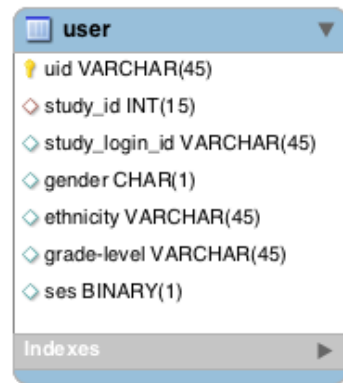 user
uid VARCHAR(45)
study_id INT(15)
study_login_id VARCHAR(45)
gender CHAR(1)
ethnicity VARCHAR(45)
grade-level VARCHAR(45)
ses BINARY(1)
Indexes